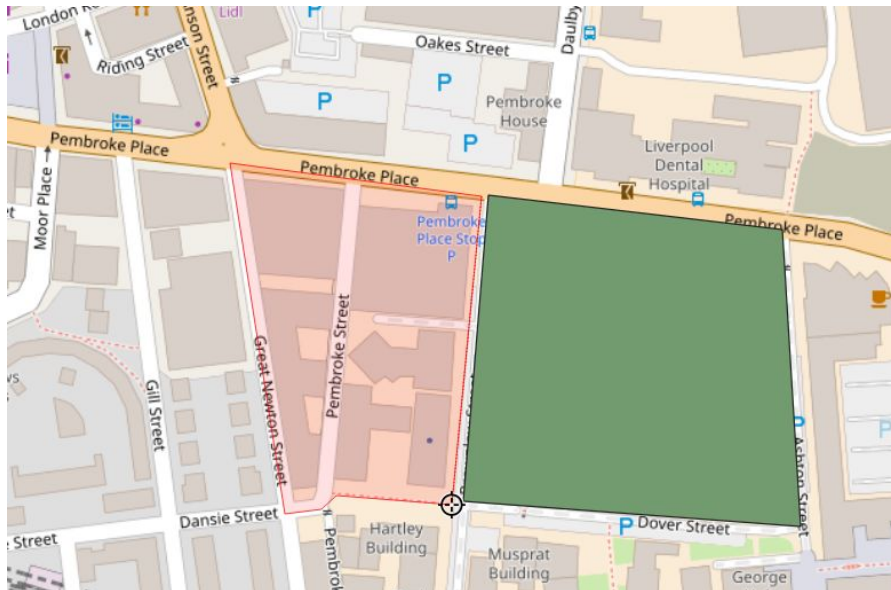 London
Lidl
P
Riding Street
nson Street
Oakes Street
Daulby
P
P
Pembroke
House
P
Liverpool
Dental
Hospital
Pembroke Place
Pembroke Place
Pembroke Place
Moor Place →
et
Pembroke
Place Stop
P
Great Newton Street
Pembroke Street
Gill Street
ws
P
P
Ashton Street
Dansie Street
e Street
Pembrok
Hartley
Building
P
Dover Street
Musprat
Building
George